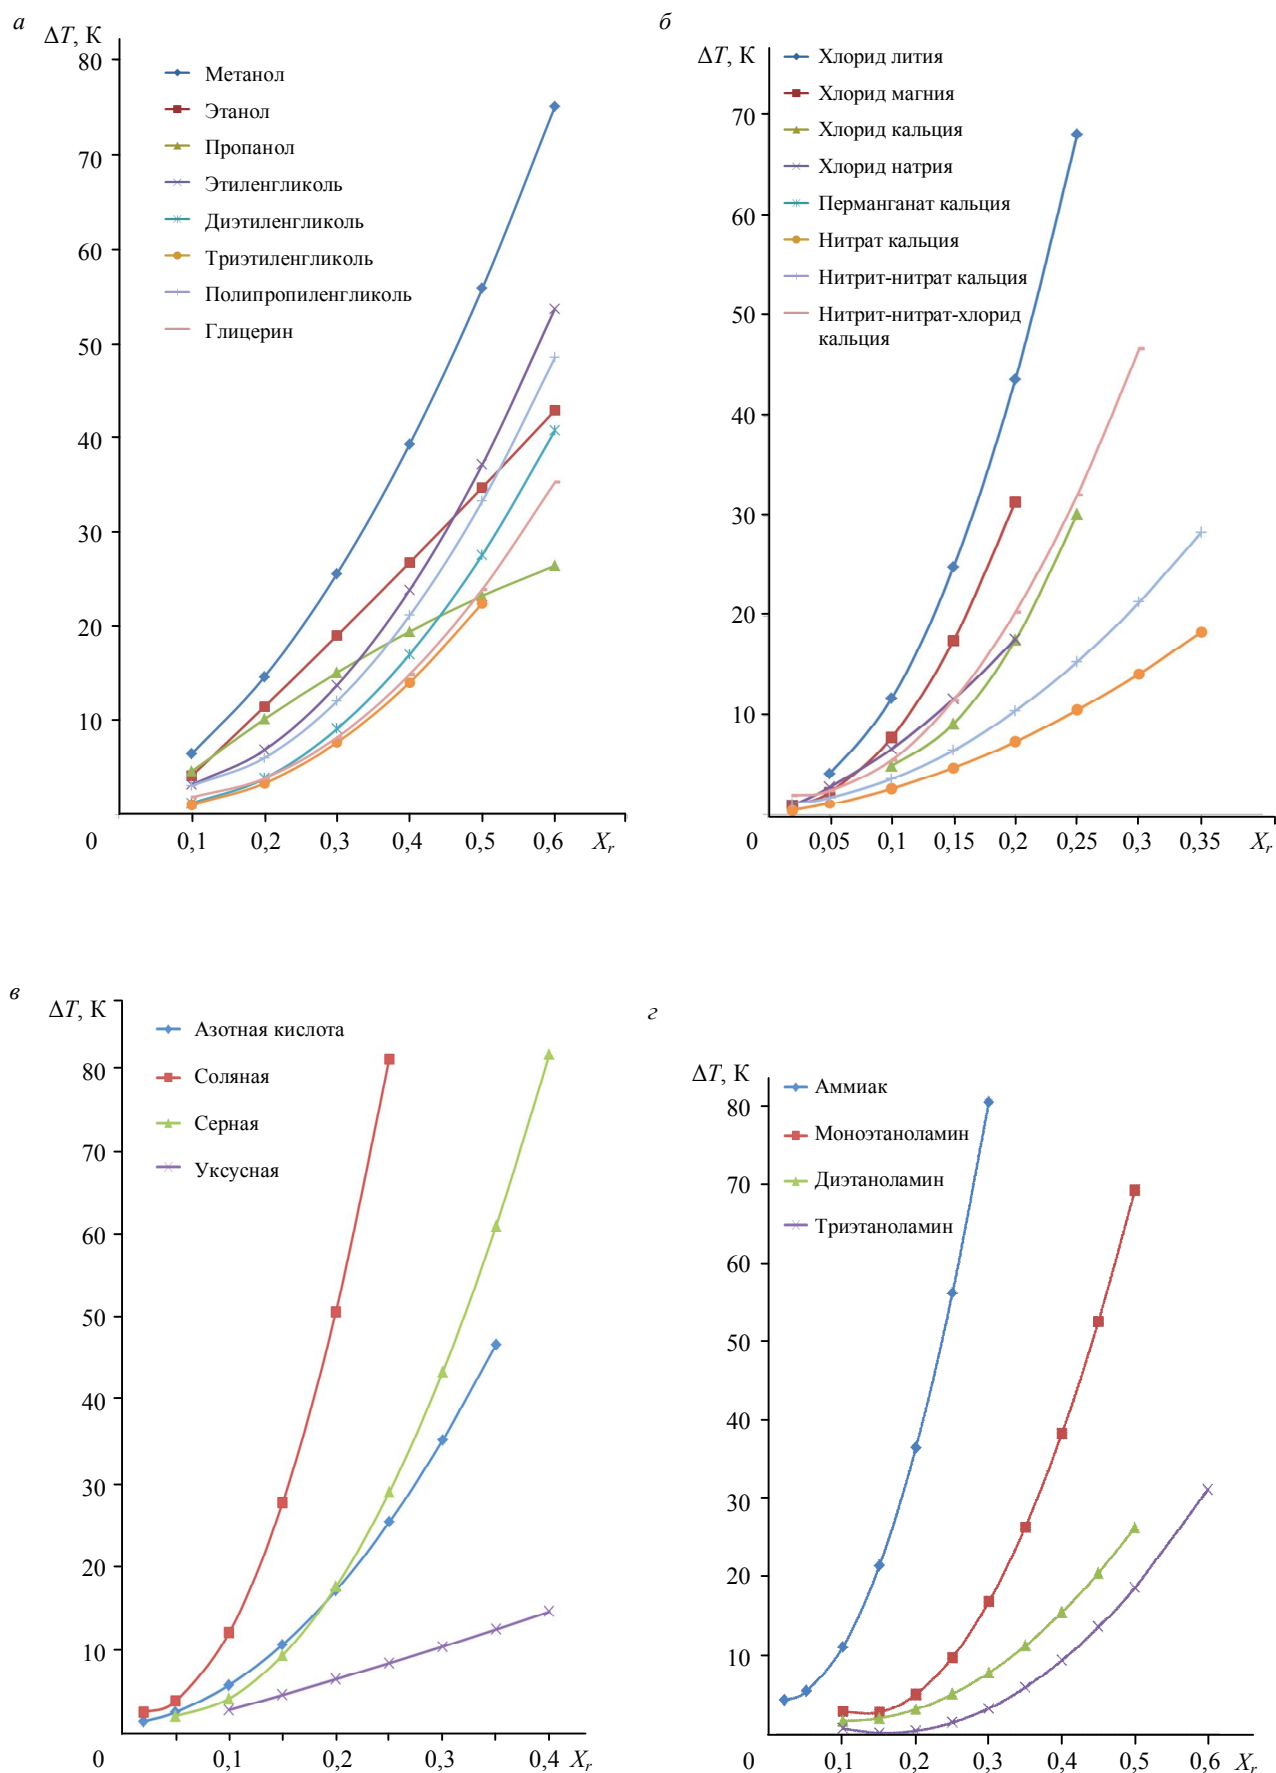 а
ΔT, К
80
70
60
50
40
30
20
10
0
0,1
0,2
0,3
0,4
0,5
0,6
Xr
Метанол
Этанол
Пропанол
Этиленгликоль
Диэтиленгликоль
Триэтиленгликоль
Полипропиленгликоль
Глицерин
б
ΔT, К
70
60
50
40
30
20
10
0
0,05
0,1
0,15
0,2
0,25
0,3
0,35
Xr
Хлорид лития
Хлорид магния
Хлорид кальция
Хлорид натрия
Перманганат кальция
Нитрат кальция
Нитрит-нитрат кальция
Нитрит-нитрат-хлорид
кальция
в
ΔT, К
80
70
60
50
40
30
20
10
0
0,1
0,2
0,3
0,4
Xr
Азотная кислота
Соляная
Серная
Уксусная
г
ΔT, К
80
70
60
50
40
30
20
10
0
0,1
0,2
0,3
0,4
0,5
0,6
Xr
Аммиак
Моноэтаноламин
Диэтаноламин
Триэтаноламин